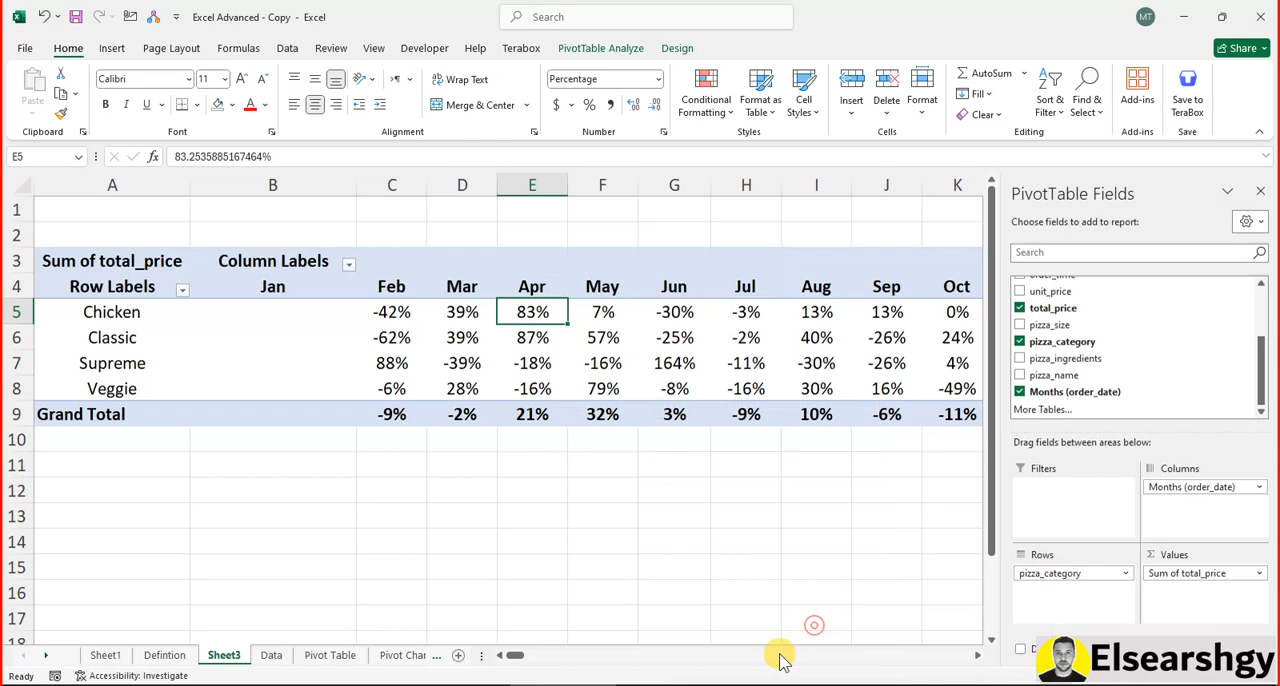 Excel Advanced - Copy - Excel
Search
MT
File Home Insert Page Layout Formulas Data Review View Developer Help Terabox PivotTable Analyze Design Share
Paste
Calibri 11 A A
B I U A
Wrap Text
Merge & Center
Percentage
$ % 9
Conditional Formatting
Format as Table
Cell Styles
Insert
Delete
Format
AutoSum
Fill
Clear
Sort & Filter
Find & Select
Add-ins
Save to TeraBox
Clipboard Font Alignment Number Styles Cells Editing Add-ins Save
E5 fx 83.2535885167464%
A B C D E F G H I J K
1
2
3 Sum of total_price Column Labels
4 Row Labels Jan Feb Mar Apr May Jun Jul Aug Sep Oct
5 Chicken -42% 39% 83% 7% -30% -3% 13% 13% 0%
6 Classic -62% 39% 87% 57% -25% -2% 40% -26% 24%
7 Supreme 88% -39% -18% -16% 164% -11% -30% -26% 4%
8 Veggie -6% 28% -16% 79% -8% -16% 30% 16% -49%
9 Grand Total -9% -2% 21% 32% 3% -9% 10% -6% -11%
10
11
12
13
14
15
16
17
18
PivotTable Fields
Choose fields to add to report:
Search
order_time
unit_price
total_price
pizza_size
pizza_category
pizza_ingredients
pizza_name
Months (order_date)
More Tables...
Drag fields between areas below:
Filters
Columns
Months (order_date)
Rows
pizza_category
Σ Values
Sum of total_price
Sheet1 Defintion Sheet3 Data Pivot Table Pivot Char ...
Ready Accessibility: Investigate
Elsearshgy